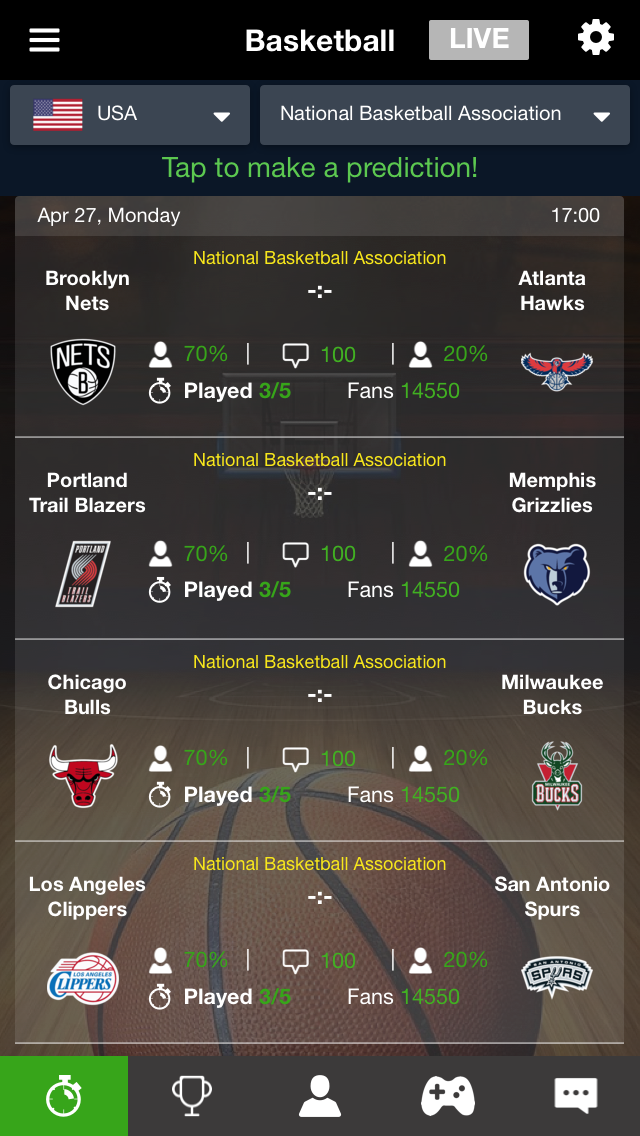 Basketball LIVE
USA National Basketball Association
Tap to make a prediction!
Apr 27, Monday 17:00
National Basketball Association
Brooklyn
Nets
-:-
Atlanta
Hawks
NETS
B
70% | 100 | 20%
Played 3/5 Fans 14550
National Basketball Association
Portland
Trail Blazers
-:-
Memphis
Grizzlies
PORTLAND
TRAIL
BLAZERS
70% | 100 | 20%
Played 3/5 Fans 14550
National Basketball Association
Chicago
Bulls
-:-
Milwaukee
Bucks
70% | 100 | 20%
Played 3/5 Fans 14550
MILWAUKEE
BUCKS
National Basketball Association
Los Angeles
Clippers
-:-
San Antonio
Spurs
LOS ANGELES
CLIPPERS
70% | 100 | 20%
Played 3/5 Fans 14550
SAN ANTONIO
SPURS